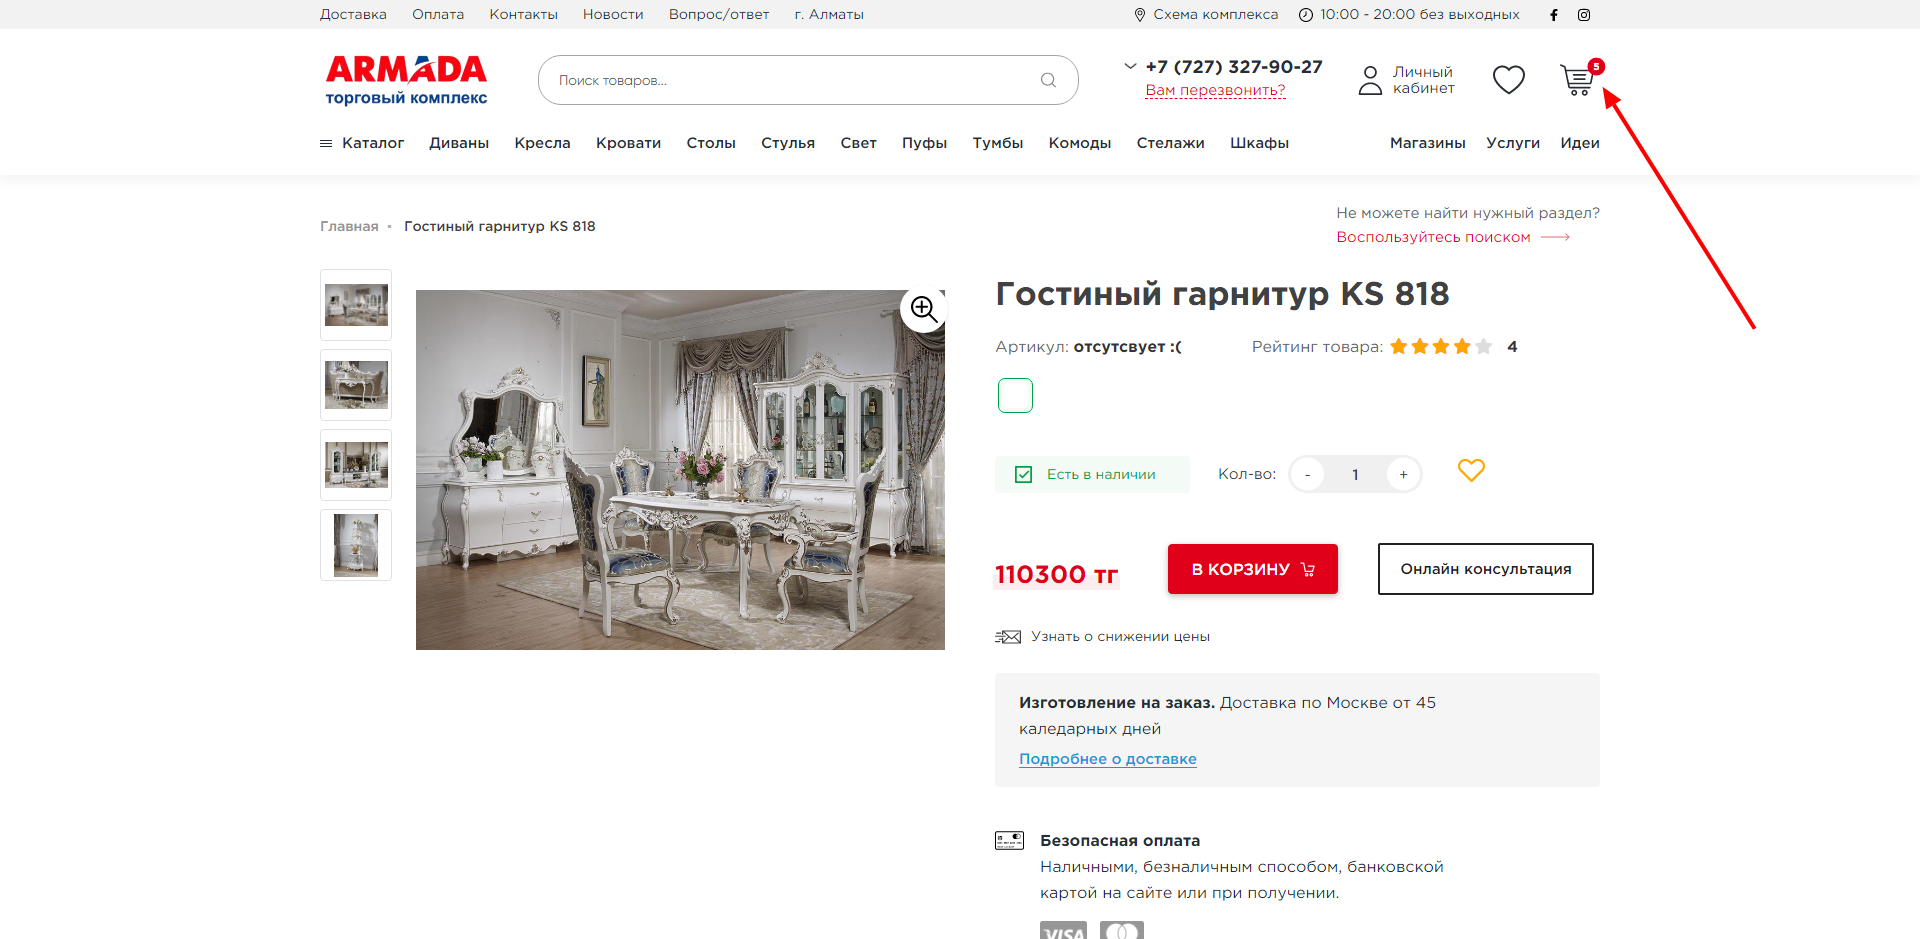 Доставка Оплата Контакты Новости Вопрос/ответ г. Алматы Схема комплекса 10:00 - 20:00 без выходных
ARMADA
торговый комплекс
Поиск товаров...
+7 (727) 327-90-27
Вам перезвонить?
Личный
кабинет
5
Каталог Диваны Кресла Кровати Столы Стулья Свет Пуфы Тумбы Комоды Стелажи Шкафы Магазины Услуги Идеи
Главная Гостиный гарнитур KS 818
Не можете найти нужный раздел?
Воспользуйтесь поиском
Гостиный гарнитур KS 818
Артикул: отсутсвует :( Рейтинг товара: 4
Есть в наличии Кол-во: - 1 +
110300 тг В КОРЗИНУ Онлайн консультация
Узнать о снижении цены
Изготовление на заказ. Доставка по Москве от 45
каледарных дней
Подробнее о доставке
Безопасная оплата
Наличными, безналичным способом, банковской
картой на сайте или при получении.
VISA